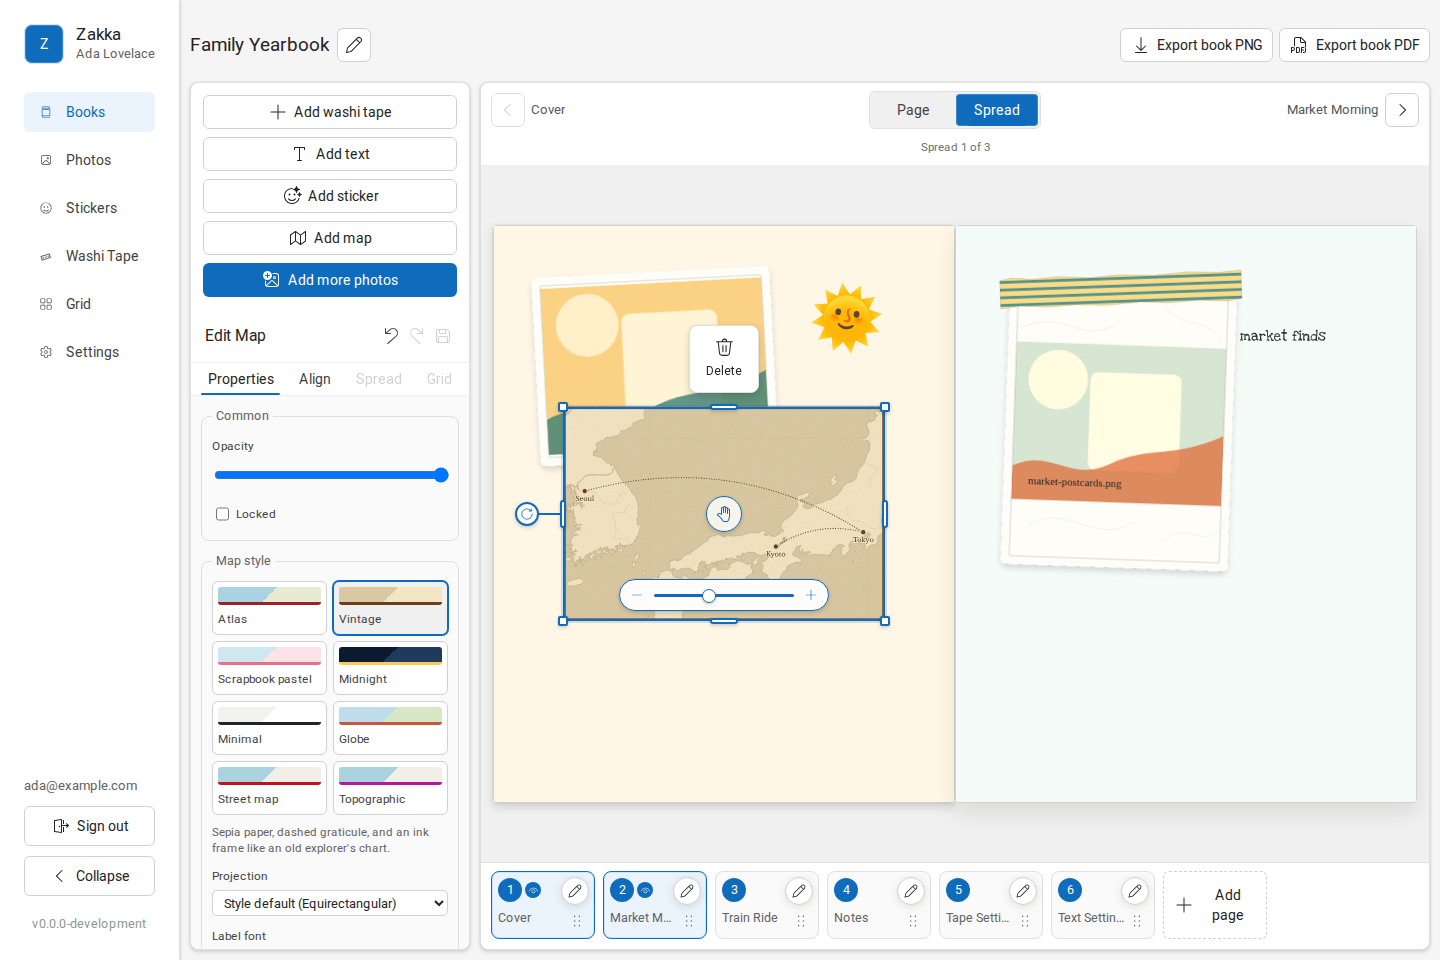 Z
Zakka
Ada Lovelace
Books
Photos
Stickers
Washi Tape
Grid
Settings
ada@example.com
Sign out
Collapse
v0.0.0-development
Family Yearbook
Export book PNG
PDF
Export book PDF
Add washi tape
Add text
Add sticker
Add map
Add more photos
Edit Map
Properties
Align
Spread
Grid
Common
Opacity
Locked
Map style
Atlas
Vintage
Scrapbook pastel
Midnight
Minimal
Globe
Street map
Topographic
Sepia paper, dashed graticule, and an ink
frame like an old explorer's chart.
Projection
Style default (Equirectangular)
Label font
Cover
Page
Spread
Market Morning
Spread 1 of 3
Delete
Seoul
Kyoto
Tokyo
market finds
market-postcards.png
1
Cover
2
Market M...
3
Train Ride
4
Notes
5
Tape Setti...
6
Text Settin...
Add
page